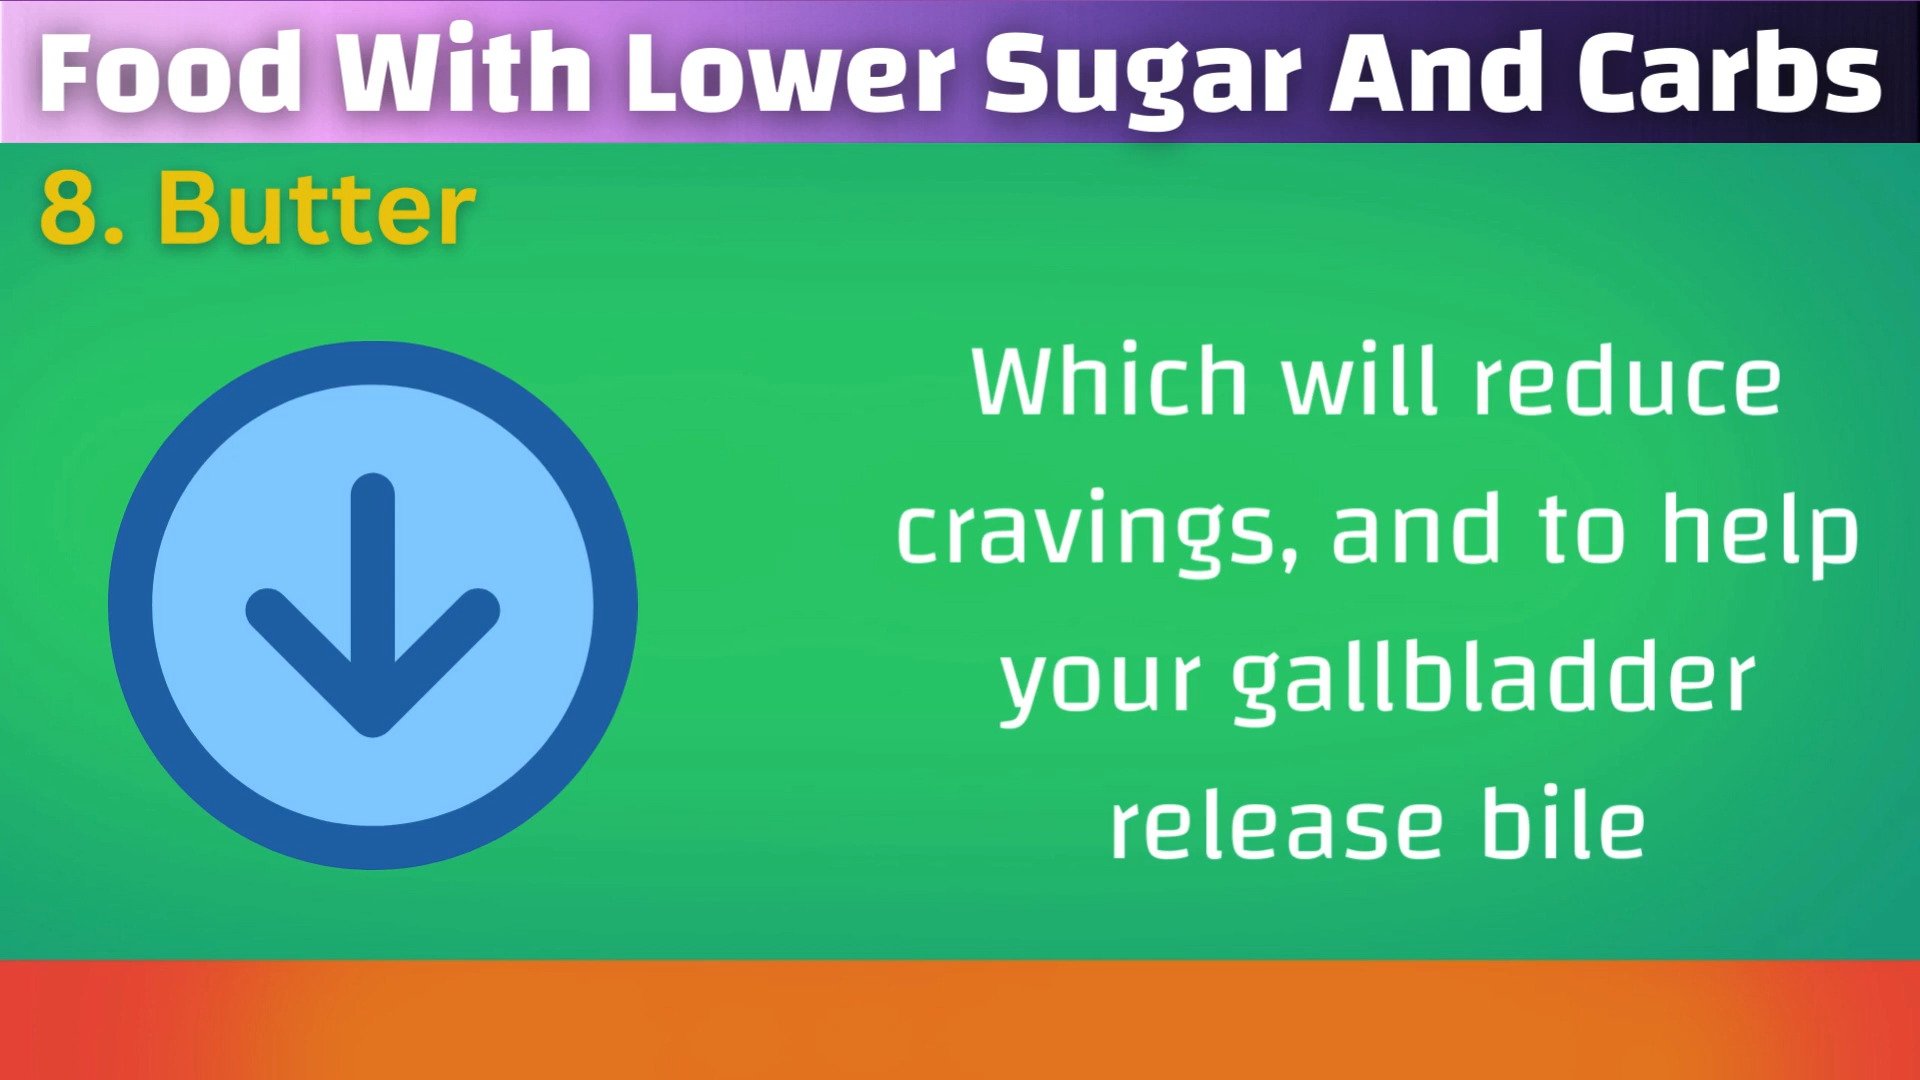 Food With Lower Sugar And Carbs
8. Butter
Which will reduce
cravings, and to help
your gallbladder
release bile